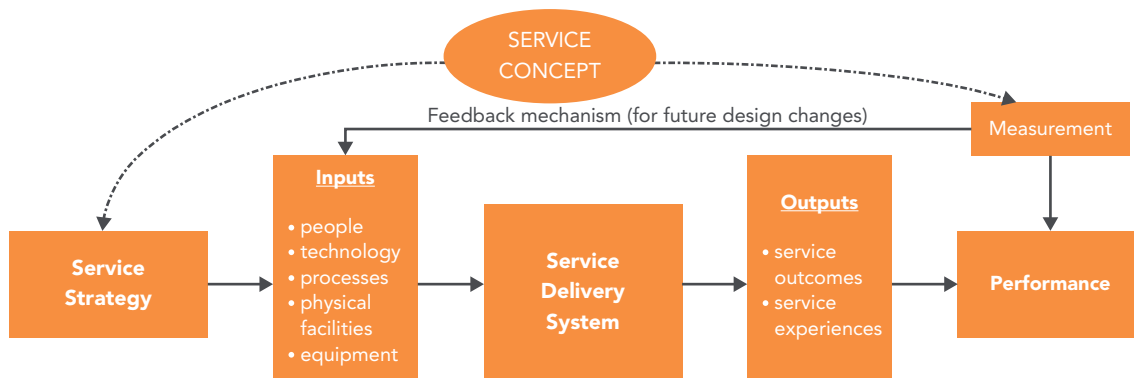 SERVICE
CONCEPT
Feedback mechanism (for future design changes)
Measurement
Inputs
• people
• technology
• processes
• physical
facilities
• equipment
Outputs
• service
outcomes
• service
experiences
Service
Strategy
Service
Delivery
System
Performance